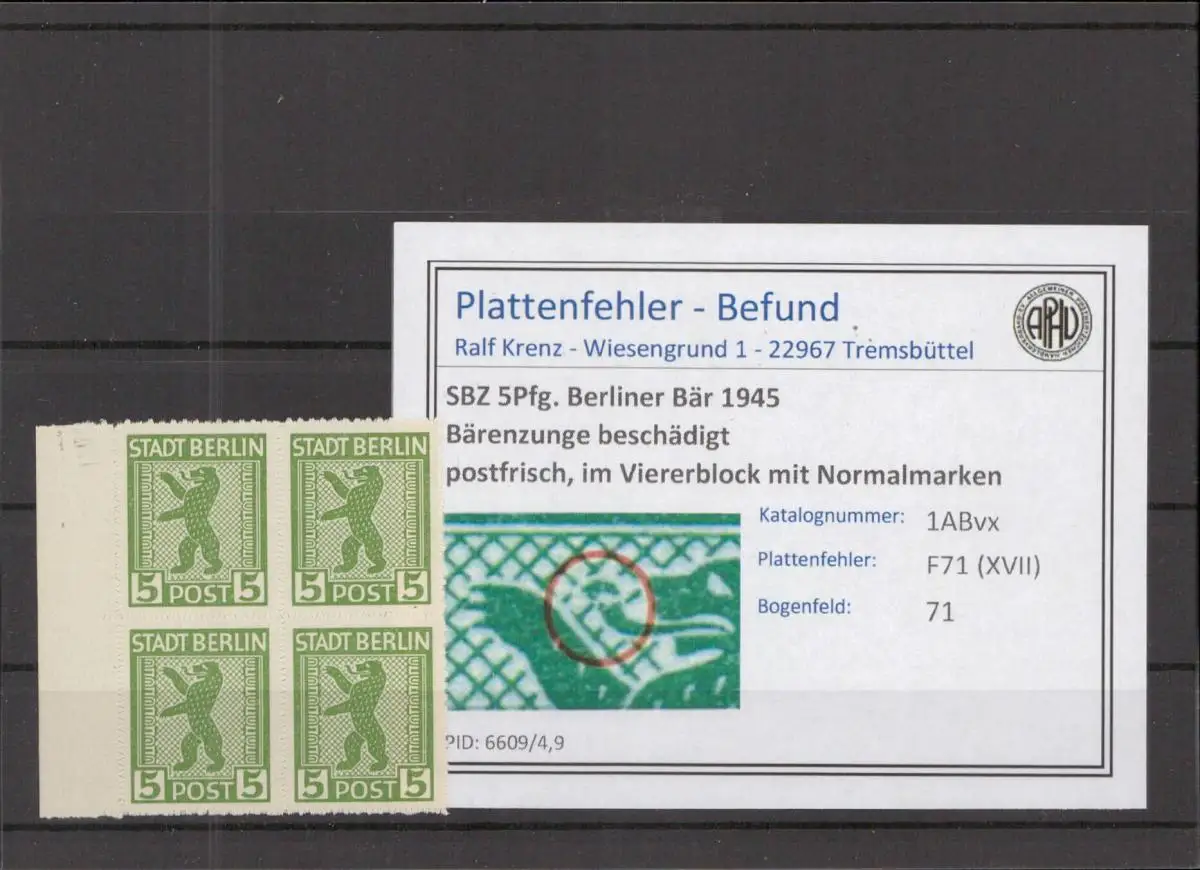 Plattenfehler - Befund
Ralf Krenz - Wiesengrund 1 - 22967 Tremsbüttel
APHV
SBZ 5Pfg. Berliner Bär 1945
Bärenzunge beschädigt
postfrisch, im Viererblock mit Normalmarken
Katalognummer: 1ABvx
Plattenfehler: F71 (XVII)
Bogenfeld: 71
PID: 6609/4,9
STADT BERLIN
5 POST 5
STADT BERLIN
5 POST 5
STADT BERLIN
5 POST 5
STADT BERLIN
5 POST 5